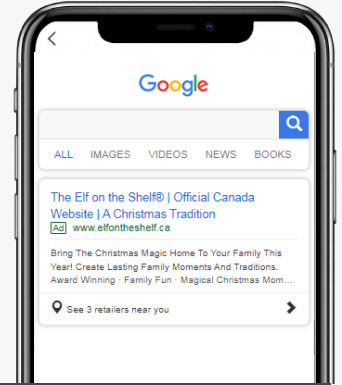 Google
ALL IMAGES VIDEOS NEWS BOOKS
The Elf on the Shelf® | Official Canada
Website | A Christmas Tradition
Ad www.elfontheshelf.ca
Bring The Christmas Magic Home To Your Family This
Year! Create Lasting Family Moments And Traditions.
Award Winning · Family Fun · Magical Christmas Mom...
See 3 retailers near you